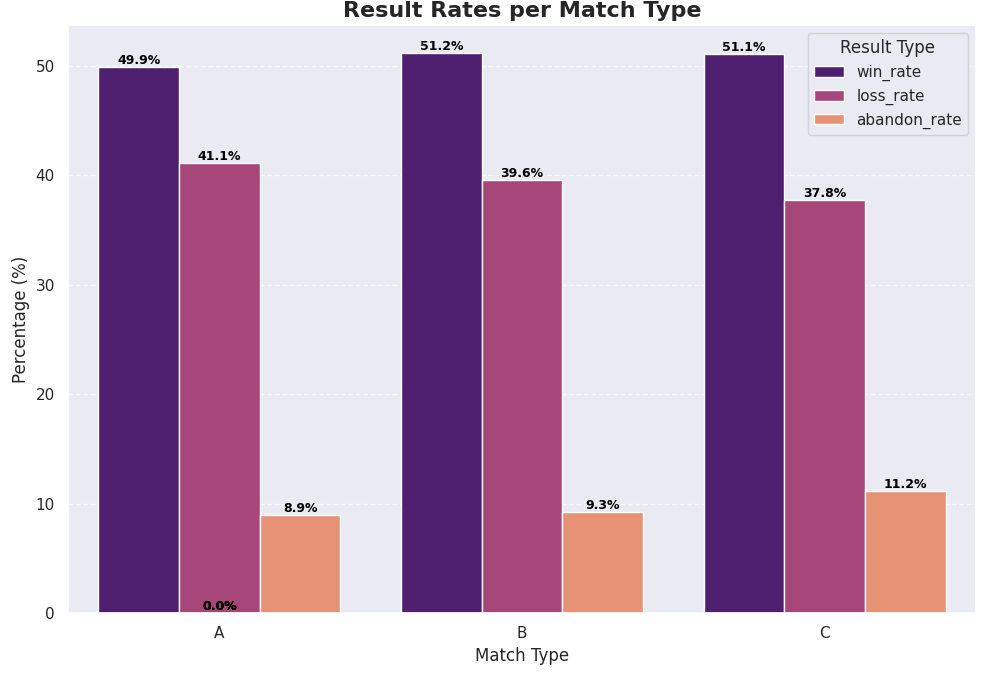 Result Rates per Match Type
Result Type
win_rate
loss_rate
abandon_rate
Percentage (%)
50
40
30
20
10
0
49.9%
41.1%
8.9%
0.0%
51.2%
39.6%
9.3%
51.1%
37.8%
11.2%
A
B
C
Match Type